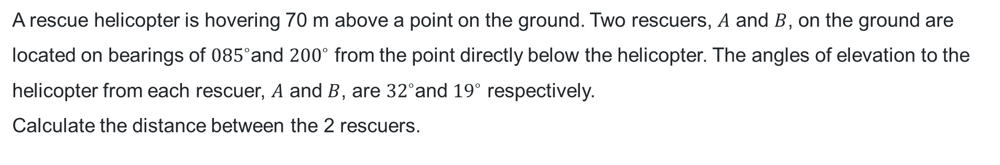 A rescue helicopter is hovering 70 m above a point on the ground. Two rescuers, A and B, on the ground are
located on bearings of 085°and 200° from the point directly below the helicopter. The angles of elevation to the
helicopter from each rescuer, A and B, are 32°and 19° respectively.
Calculate the distance between the 2 rescuers.